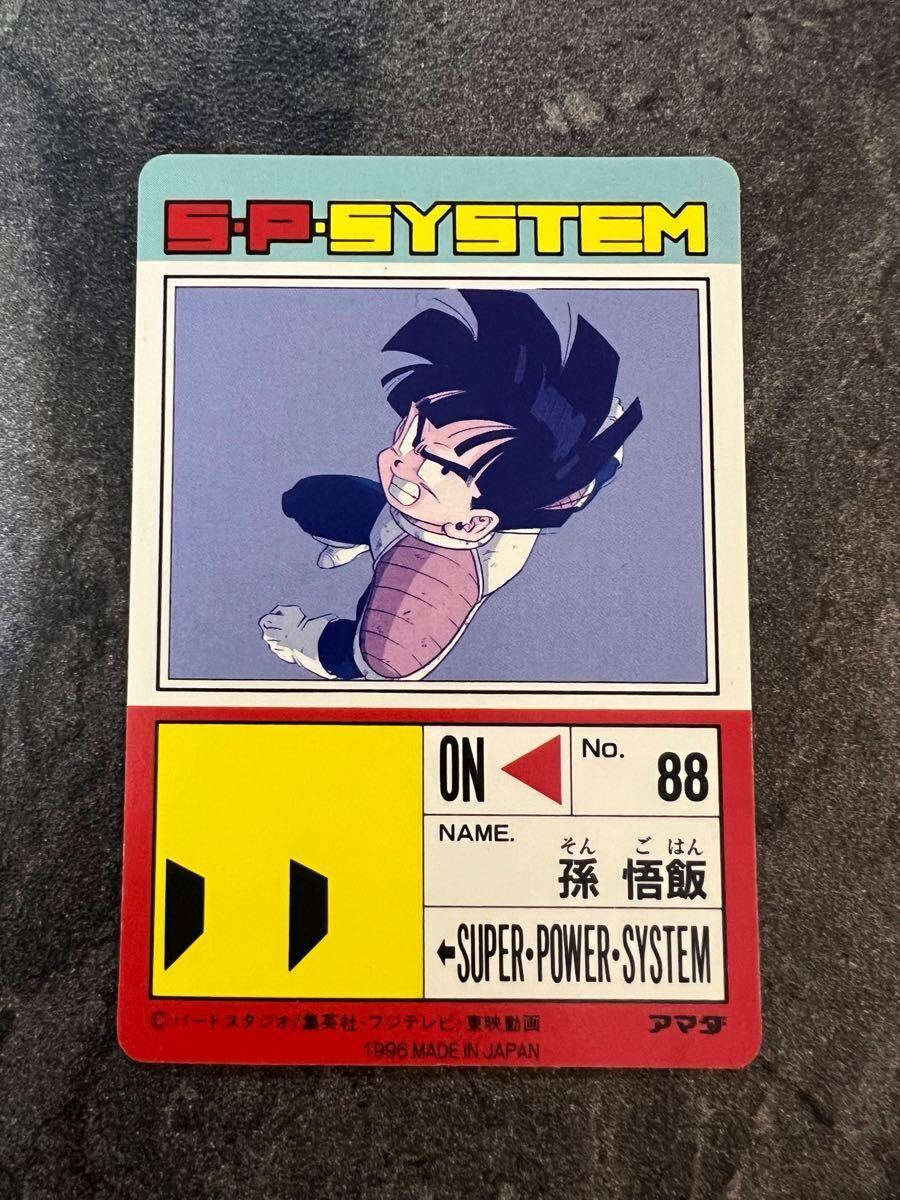 S·P·SYSTEM
ON
No.
88
NAME.
そん ご はん
孫 悟飯
←SUPER・POWER・SYSTEM
©バードスタジオ/集英社・フジテレビ・東映動画
アマダ
1996 MADE IN JAPAN